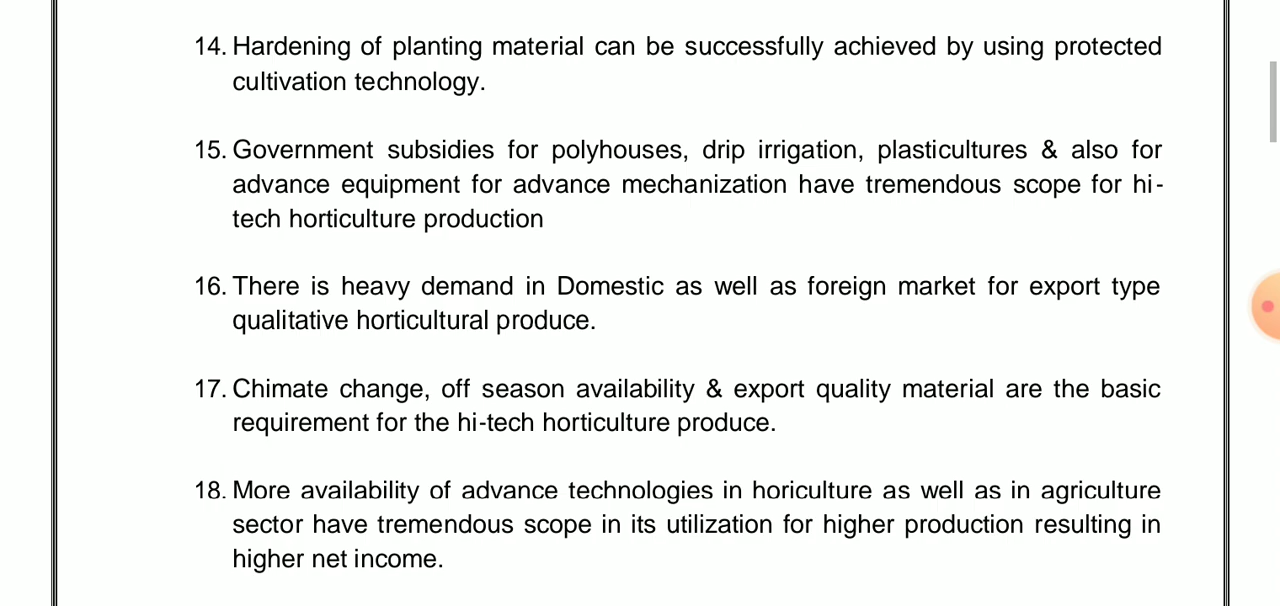 14. Hardening of planting material can be successfully achieved by using protected
cultivation technology.
15. Government subsidies for polyhouses, drip irrigation, plasticultures & also for
advance equipment for advance mechanization have tremendous scope for hi-
tech horticulture production
16. There is heavy demand in Domestic as well as foreign market for export type
qualitative horticultural produce.
17. Chimate change, off season availability & export quality material are the basic
requirement for the hi-tech horticulture produce.
18. More availability of advance technologies in horiculture as well as in agriculture
sector have tremendous scope in its utilization for higher production resulting in
higher net income.